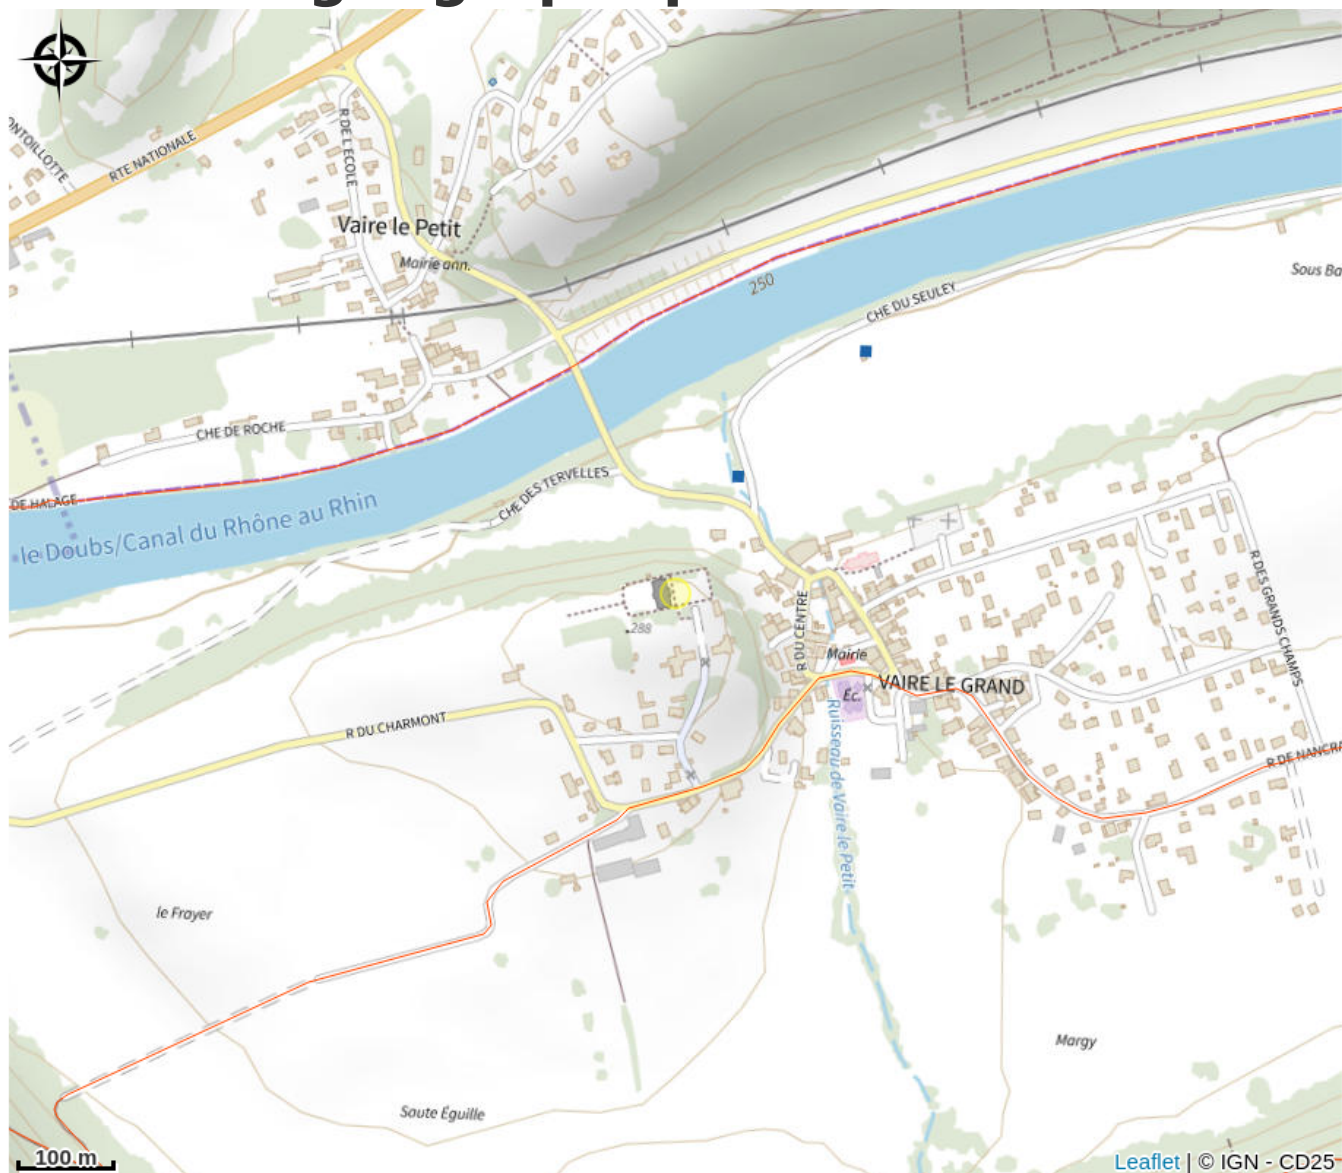 ONTOILLOTTE
RTE NATIONALE
R DE L'ECOLE
Vaire le Petit
Mairie ann.
250
CHE DU SEULEY
Sous Ba
CHE DE ROCHE
DE HALAGE
CHE DES TERVELLES
le Doubs/Canal du Rhône au Rhin
R DES GRANDS CHAMPS
.288
R DU CENTRE
Mairie
VAIRE LE GRAND
Éc.
R DU CHARMONT
Ruisseau de Vaire le Petit
R DE NANCRA
le Frayer
Margy
Saute Éguille
100 m
Leaflet | © IGN - CD25